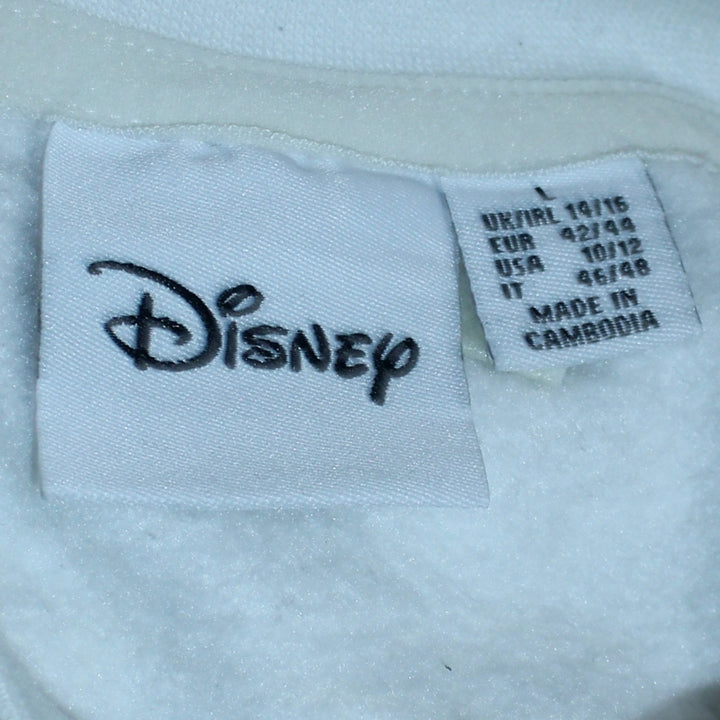 Disney
L
UK/IRL 14/16
EUR 42/44
USA 10/12
IT 46/48
MADE IN
CAMBODIA